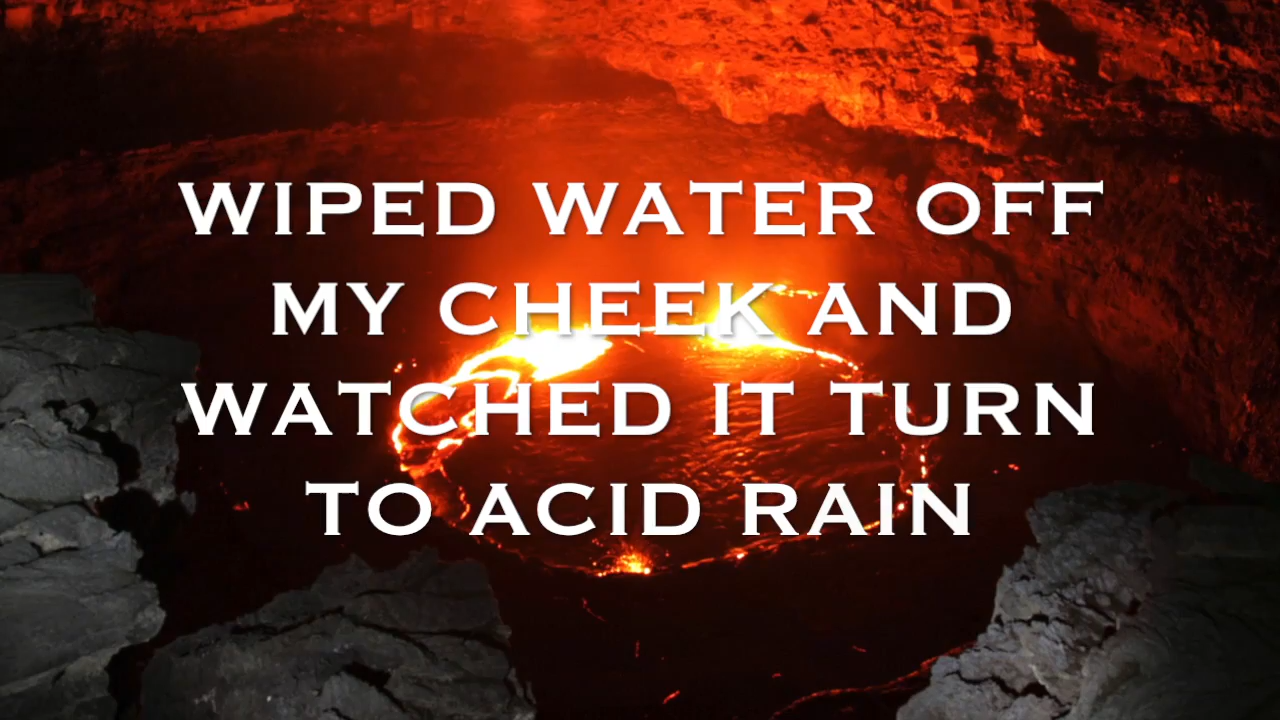 WIPED WATER OFF
MY CHEEK AND
WATCHED IT TURN
TO ACID RAIN